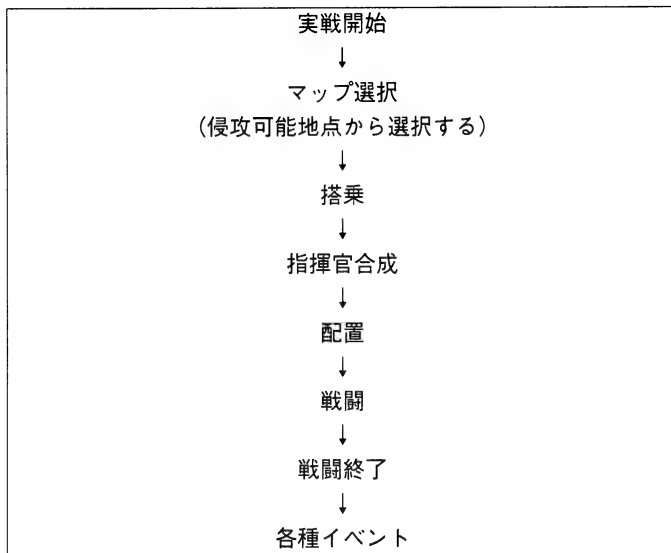 実戦開始
↓
マップ選択
(侵攻可能地点から選択する)
↓
搭乗
↓
指揮官合成
↓
配置
↓
戦闘
↓
戦闘終了
↓
各種イベント